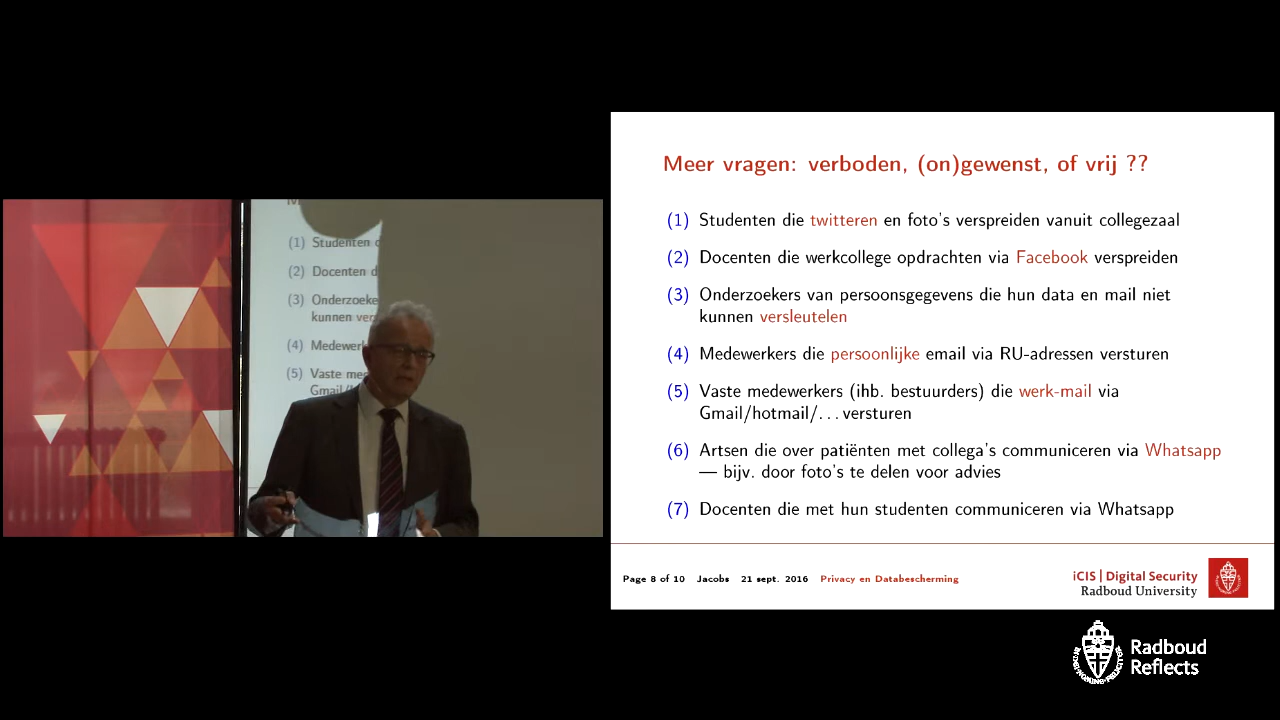 (1) Studenten
(2) Docenten d
(3) Onderzoeke
kunnen ver
(4) Medewerk
(5) Vaste me
Gmail/
Meer vragen: verboden, (on)gewenst, of vrij ??
(1) Studenten die twitteren en foto's verspreiden vanuit collegezaal
(2) Docenten die werkcollege opdrachten via Facebook verspreiden
(3) Onderzoekers van persoonsgegevens die hun data en mail niet
kunnen versleutelen
(4) Medewerkers die persoonlijke email via RU-adressen versturen
(5) Vaste medewerkers (ihb. bestuurders) die werk-mail via
Gmail/hotmail/... versturen
(6) Artsen die over patiënten met collega's communiceren via Whatsapp
— bijv. door foto's te delen voor advies
(7) Docenten die met hun studenten communiceren via Whatsapp
Page 8 of 10 Jacobs 21 sept. 2016 Privacy en Databescherming
iCIS | Digital Security
Radboud University
Radboud
Reflects